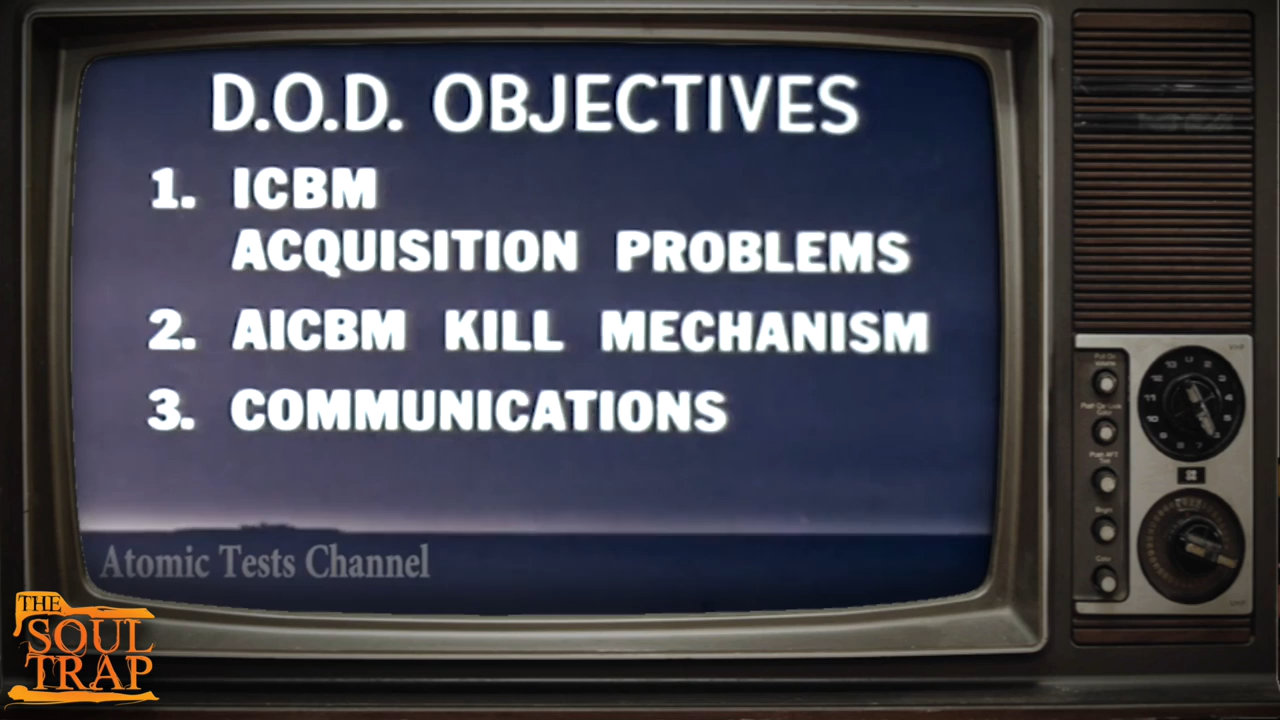 D.O.D. OBJECTIVES
1. ICBM
ACQUISITION PROBLEMS
2. AICBM KILL MECHANISM
3. COMMUNICATIONS
Atomic Tests Channel
THE
SOUL
TRAP